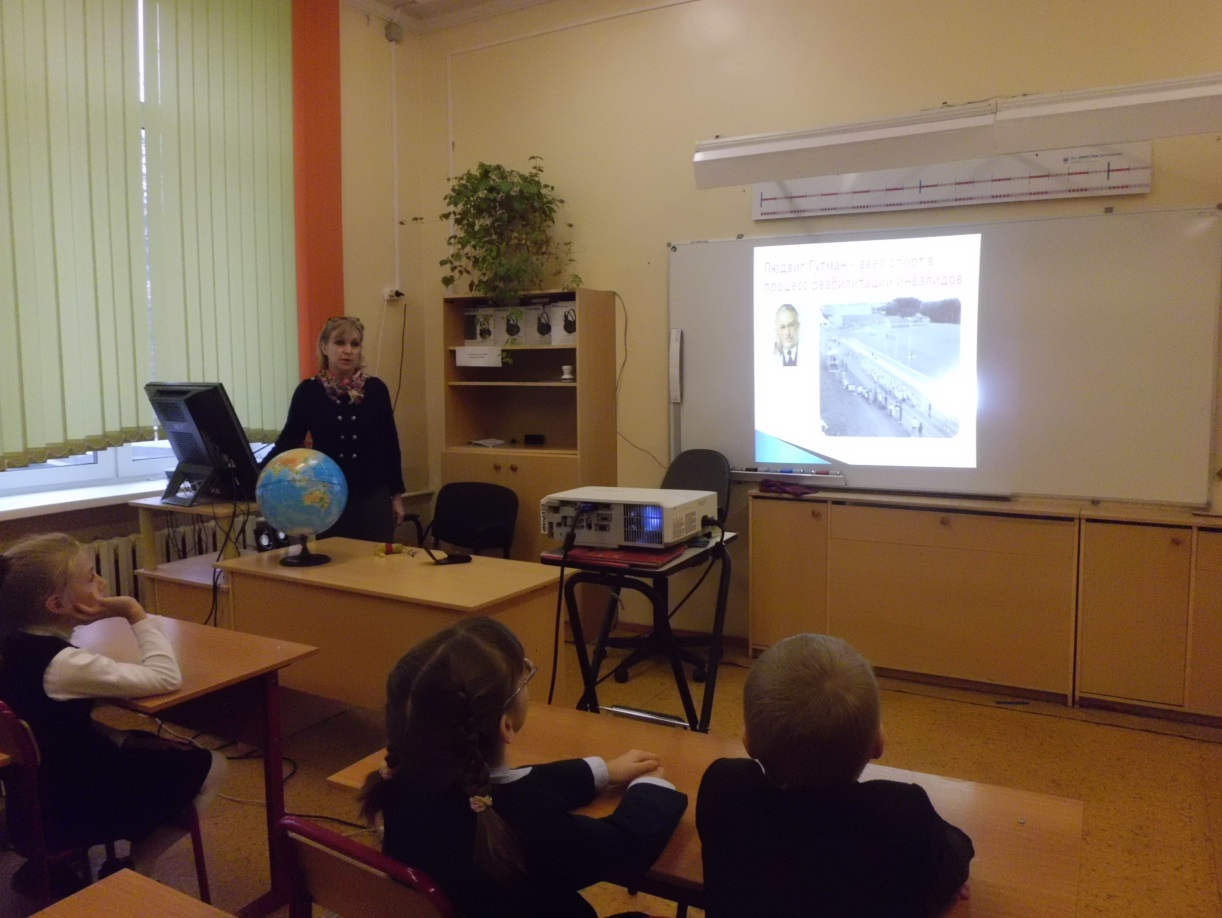 Людвиг Гутман - ввел спорт в
процесс реабилитации инвалидов